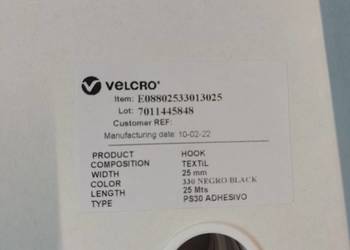 VELCRO®
Item: E08802533013025
Lot: 7011445848
Customer REF:
Manufacturing date: 10-02-22
PRODUCT HOOK
COMPOSITION TEXTIL
WIDTH 25 mm
COLOR 330 NEGRO BLACK
LENGTH 25 Mts
TYPE PS30 ADHESIVO